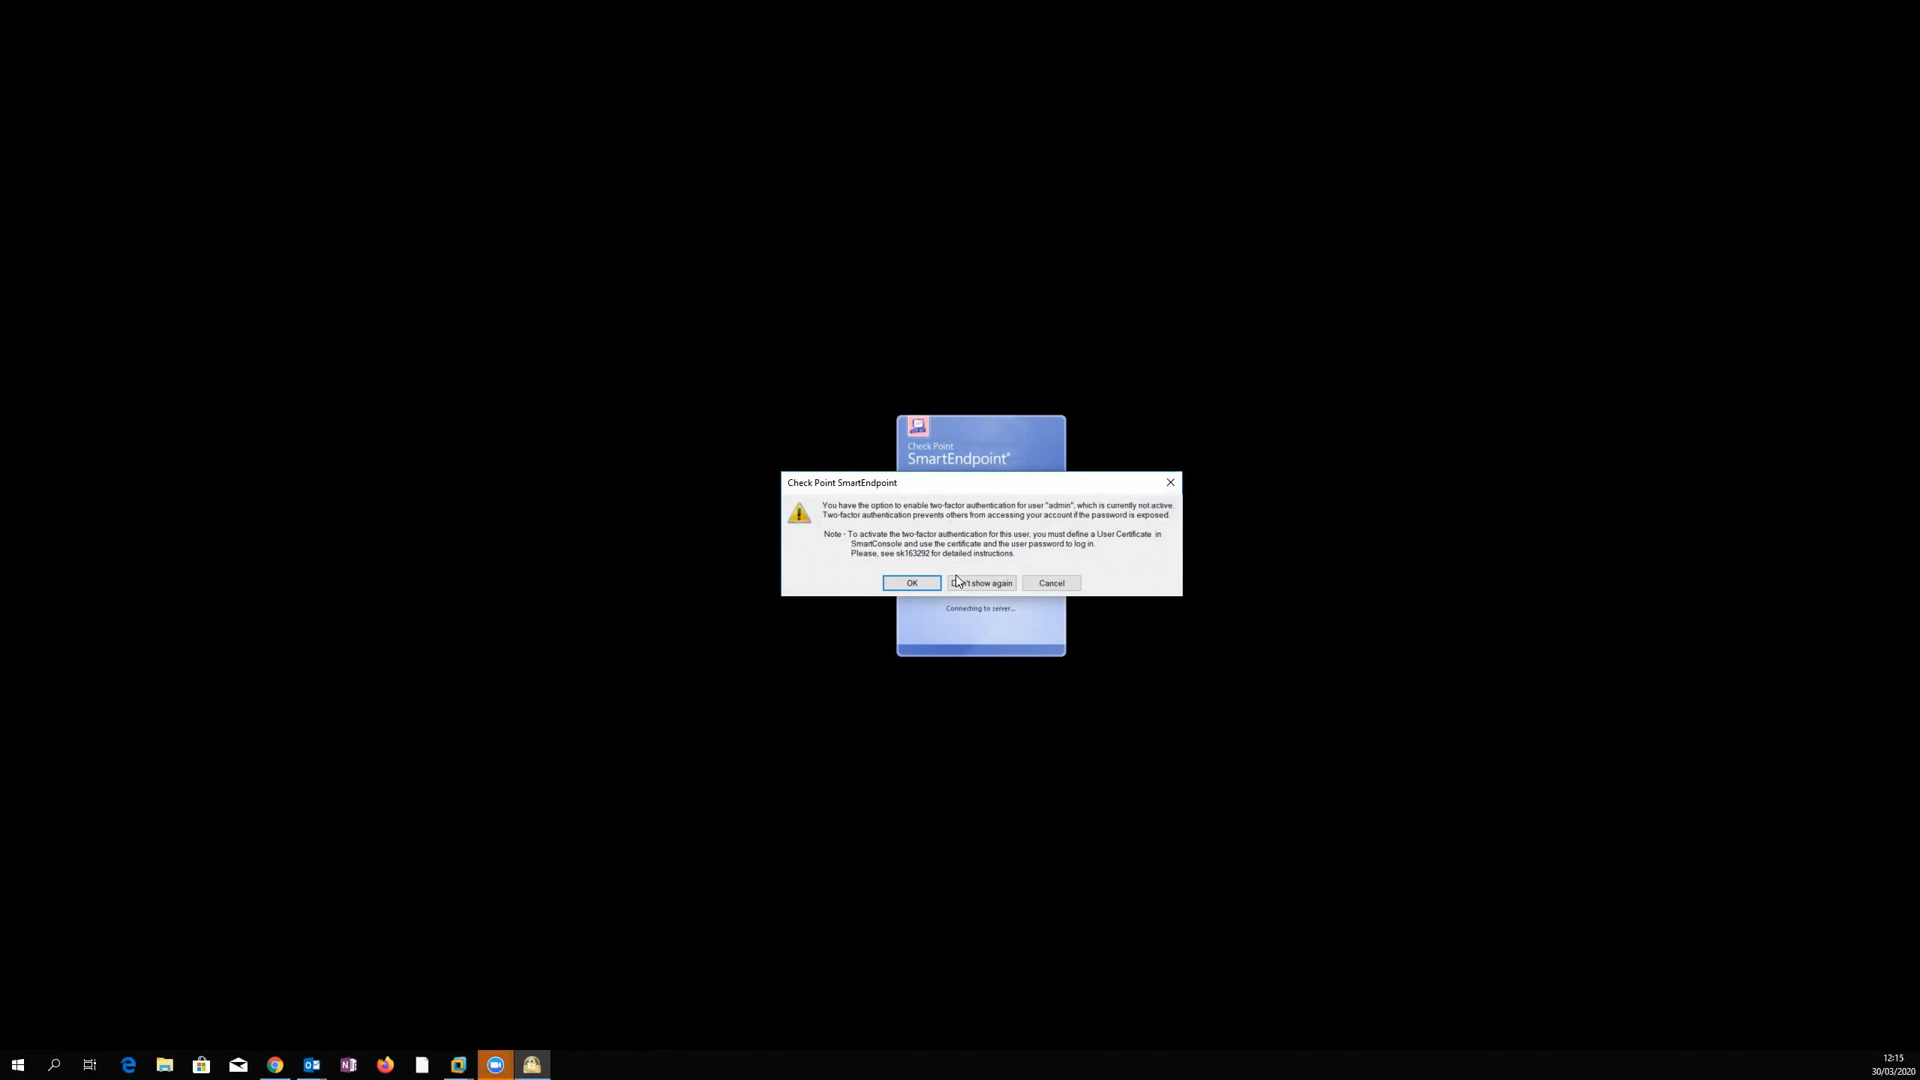 Check Point
SmartEndpoint®
Check Point SmartEndpoint
You have the option to enable two-factor authentication for user "admin", which is currently not active.
Two-factor authentication prevents others from accessing your account if the password is exposed.
Note - To activate the two-factor authentication for this user, you must define a User Certificate in
SmartConsole and use the certificate and the user password to log in.
Please, see sk163292 for detailed instructions.
OK
Don't show again
Cancel
Connecting to server...
12:15
30/03/2020